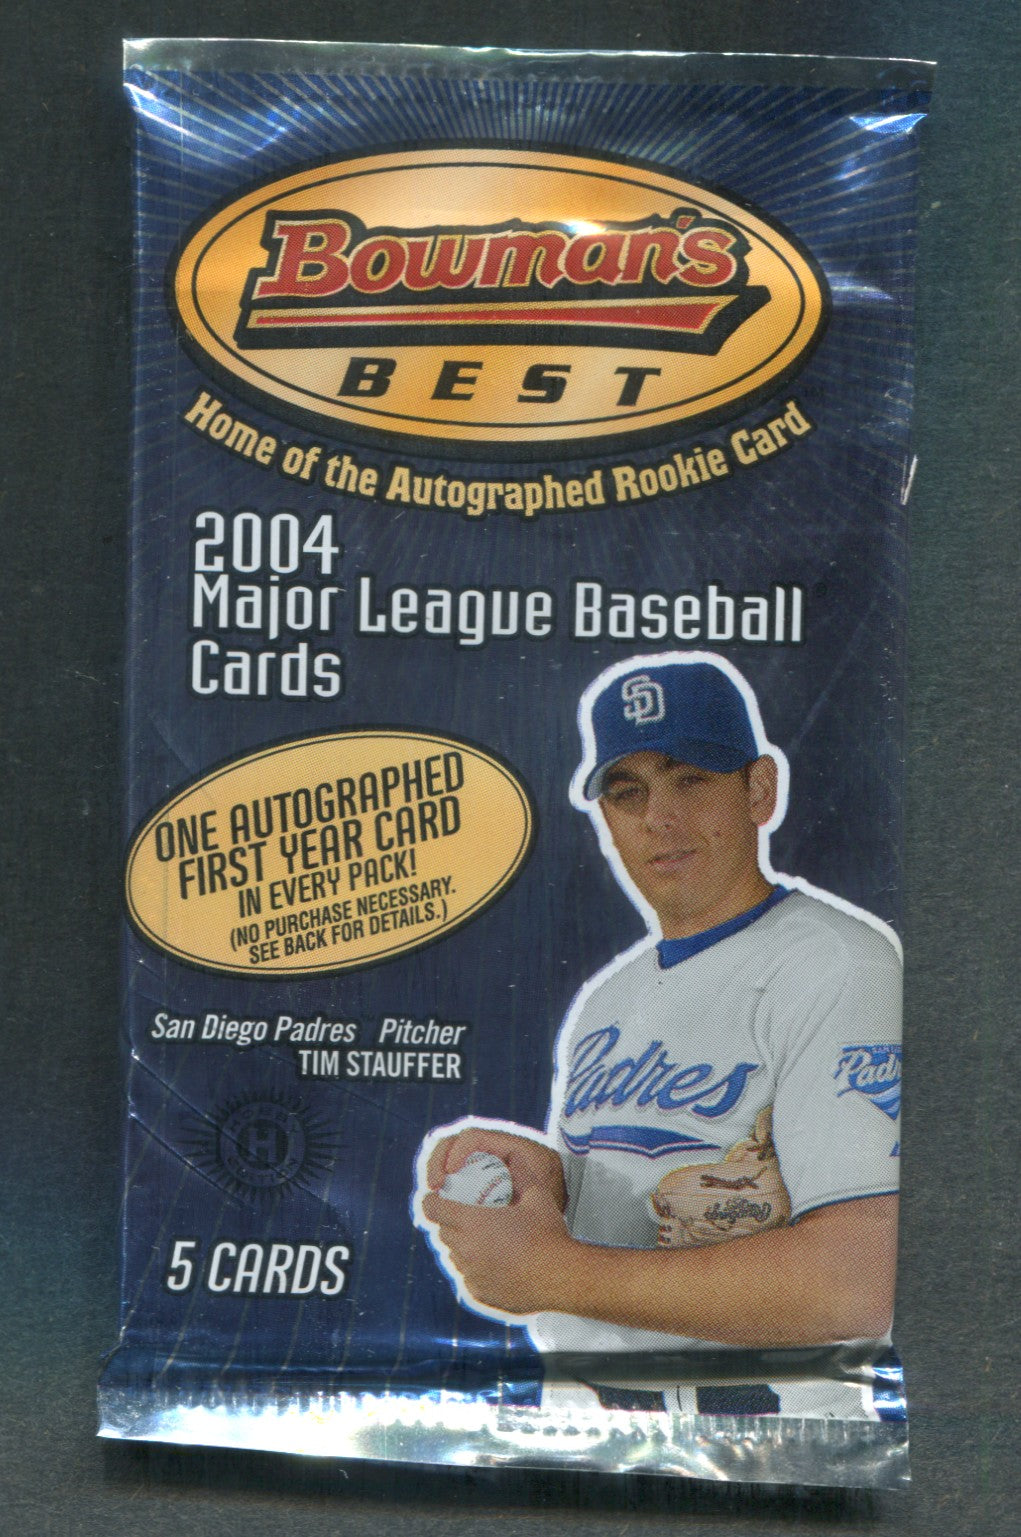 Bowman's
BEST
Home of the Autographed Rookie Card
2004
Major League Baseball
Cards
SD
ONE AUTOGRAPHED
FIRST YEAR CARD
IN EVERY PACK!
(NO PURCHASE NECESSARY.
SEE BACK FOR DETAILS.)
San Diego Padres™ Pitcher
TIM STAUFFER
Padres
H
5 CARDS